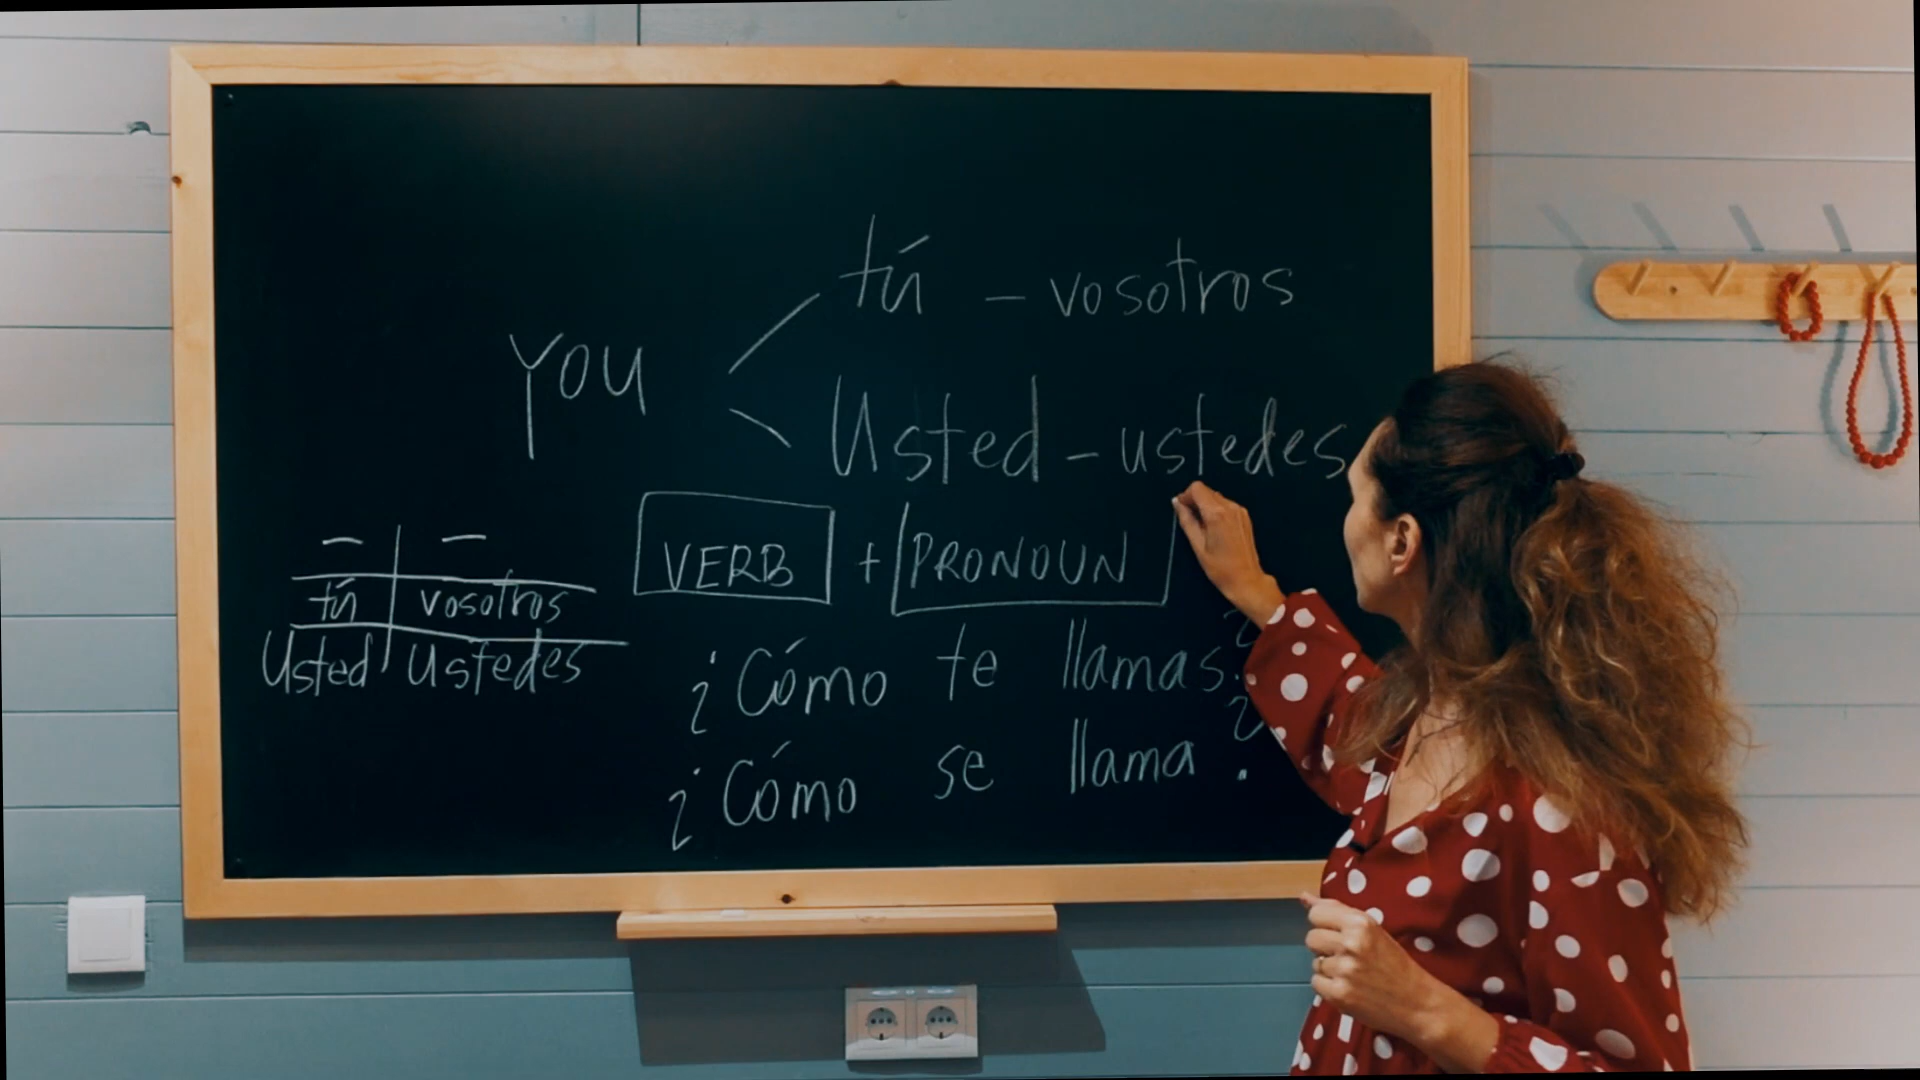 you
tú - vosotros
Usted - ustedes
VERB + PRONOUN
— —
tú vosotros
Usted Ustedes
¿Cómo te llamas?
¿Cómo se llama?